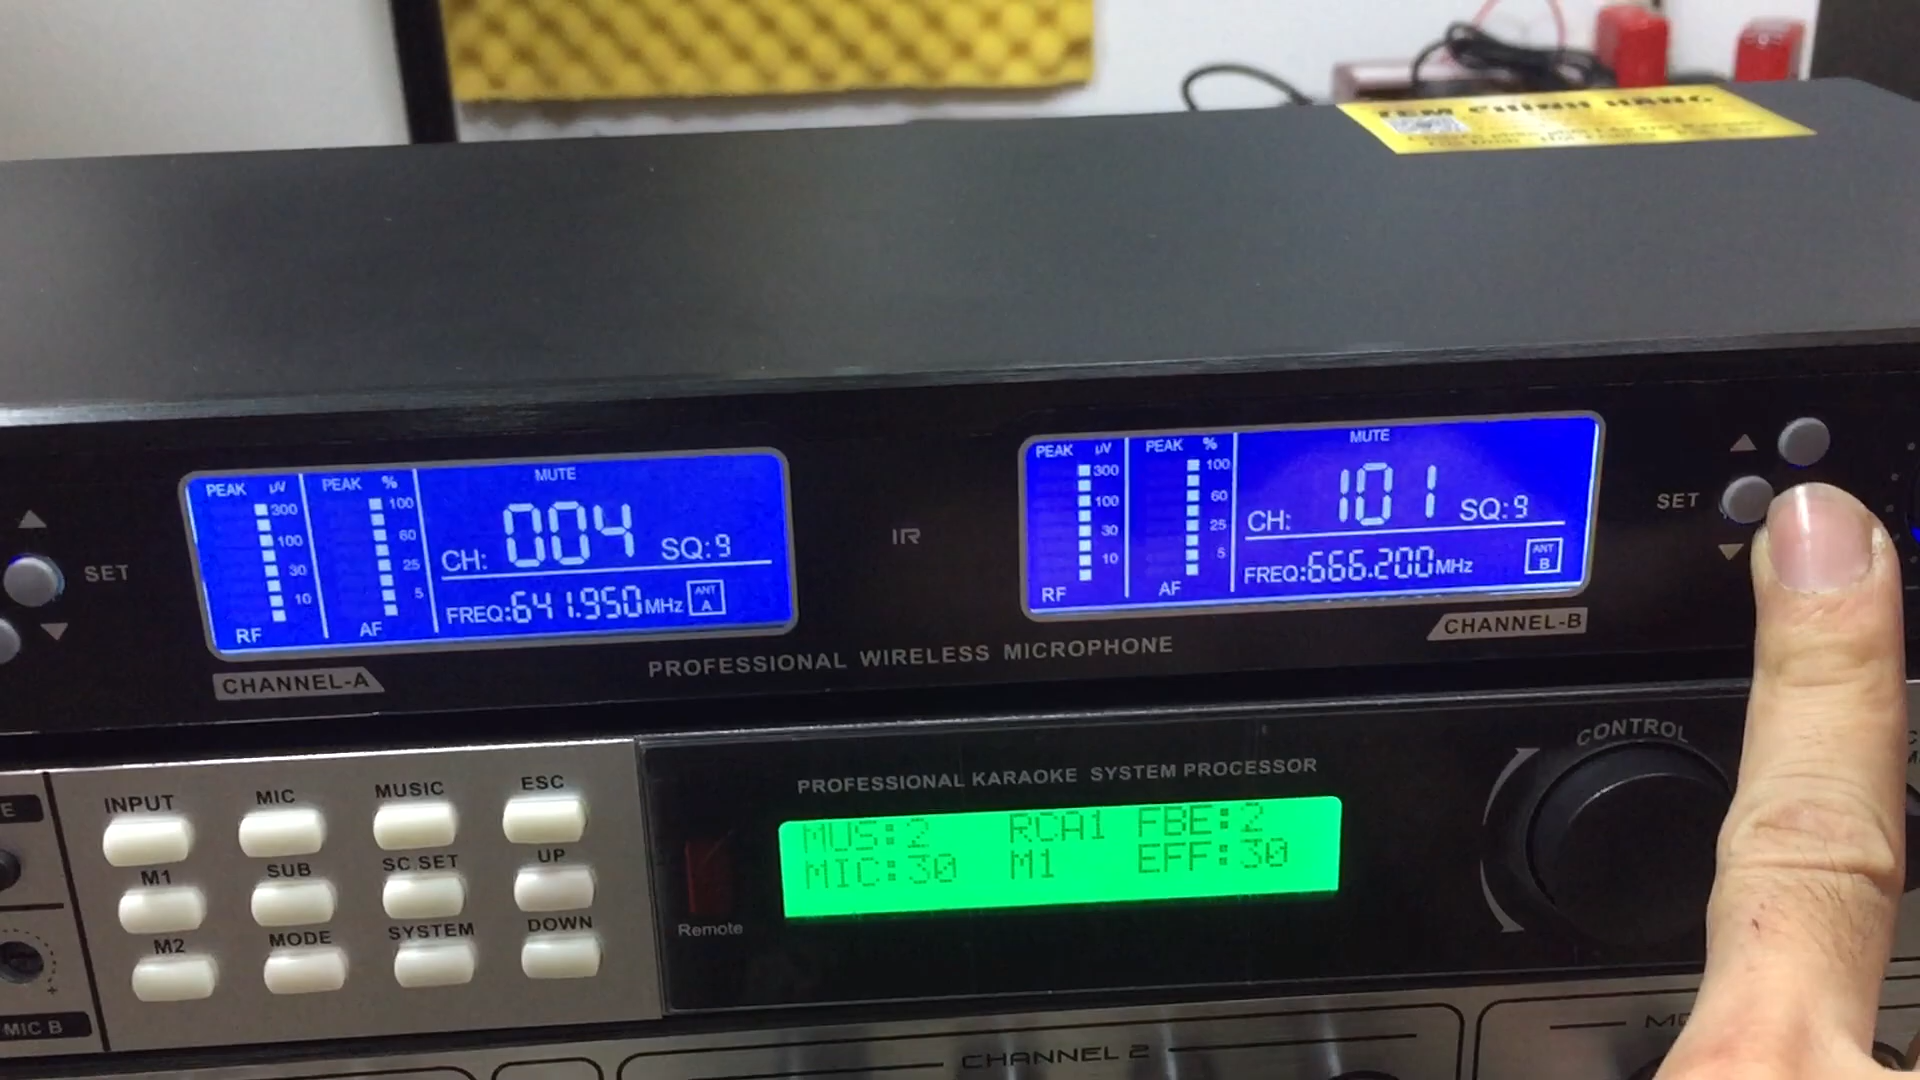 TEM CHÍNH HÃNG
PEAK µV
300
100
30
10
RF
PEAK %
100
60
25
5
AF
MUTE
CH: 004 SQ:9
FREQ:641.950MHz ANT A
SET
CHANNEL-A
IR
PEAK µV
300
100
30
10
RF
PEAK %
100
60
25
5
AF
MUTE
CH: 101 SQ:9
FREQ:666.200MHz ANT B
SET
CHANNEL-B
PROFESSIONAL WIRELESS MICROPHONE
INPUT MIC MUSIC ESC
M1 SUB SC.SET UP
M2 MODE SYSTEM DOWN
MIC B
Remote
PROFESSIONAL KARAOKE SYSTEM PROCESSOR
MUS:2 RCA1 FBE:2
MIC:30 M1 EFF:30
CONTROL
CHANNEL 2